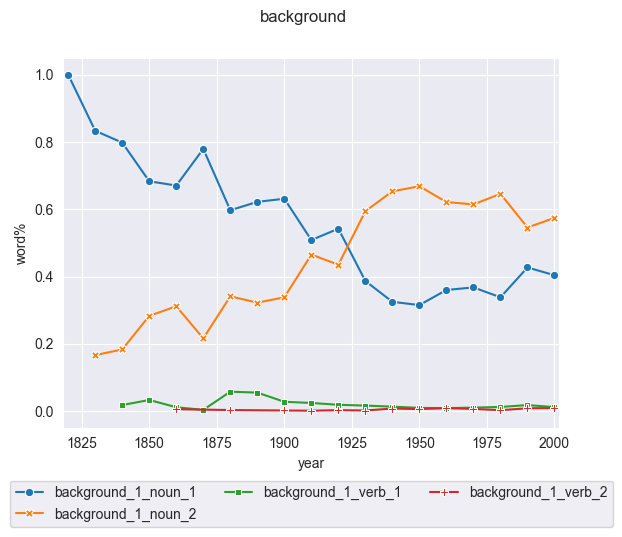 background
1.0
0.8
0.6
0.4
0.2
0.0
word%
1825 1850 1875 1900 1925 1950 1975 2000
year
background_1_noun_1 background_1_verb_1 background_1_verb_2
background_1_noun_2